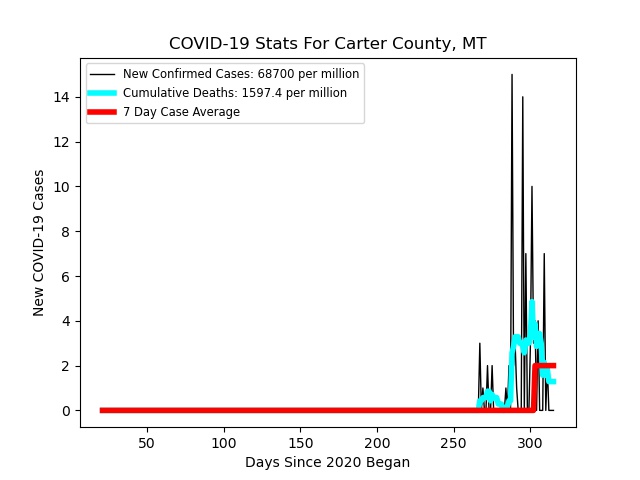 COVID-19 Stats For Carter County, MT
New Confirmed Cases: 68700 per million
Cumulative Deaths: 1597.4 per million
7 Day Case Average
New COVID-19 Cases
14
12
10
8
6
4
2
0
50 100 150 200 250 300
Days Since 2020 Began